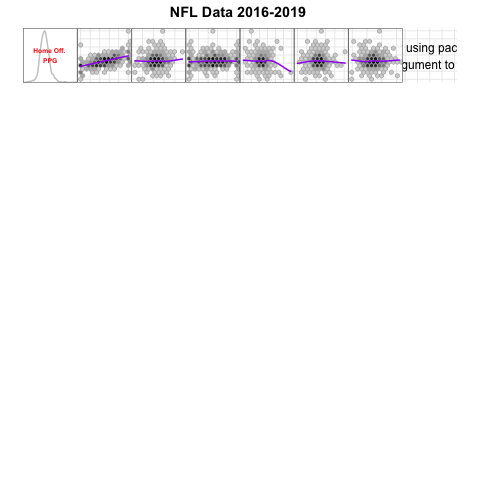 NFL Data 2016-2019
Home Off.
PPG
using pac
gument to